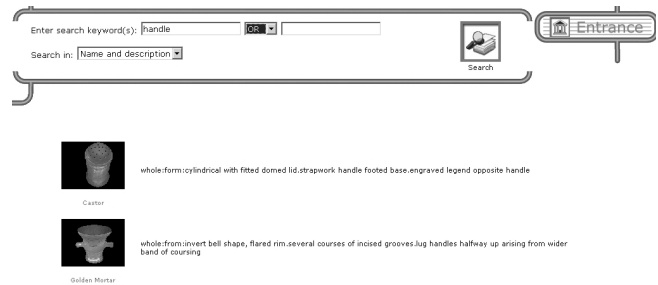 Enter search keyword(s): handle OR
Entrance
Search in: Name and description
Search
whole:form:cylindrical with fitted domed lid.strapwork handle footed base.engraved legend opposite handle
Castor
whole:from:invert bell shape, flared rim.several courses of incised grooves.lug handles halfway up arising from wider
band of coursing
Golden Mortar